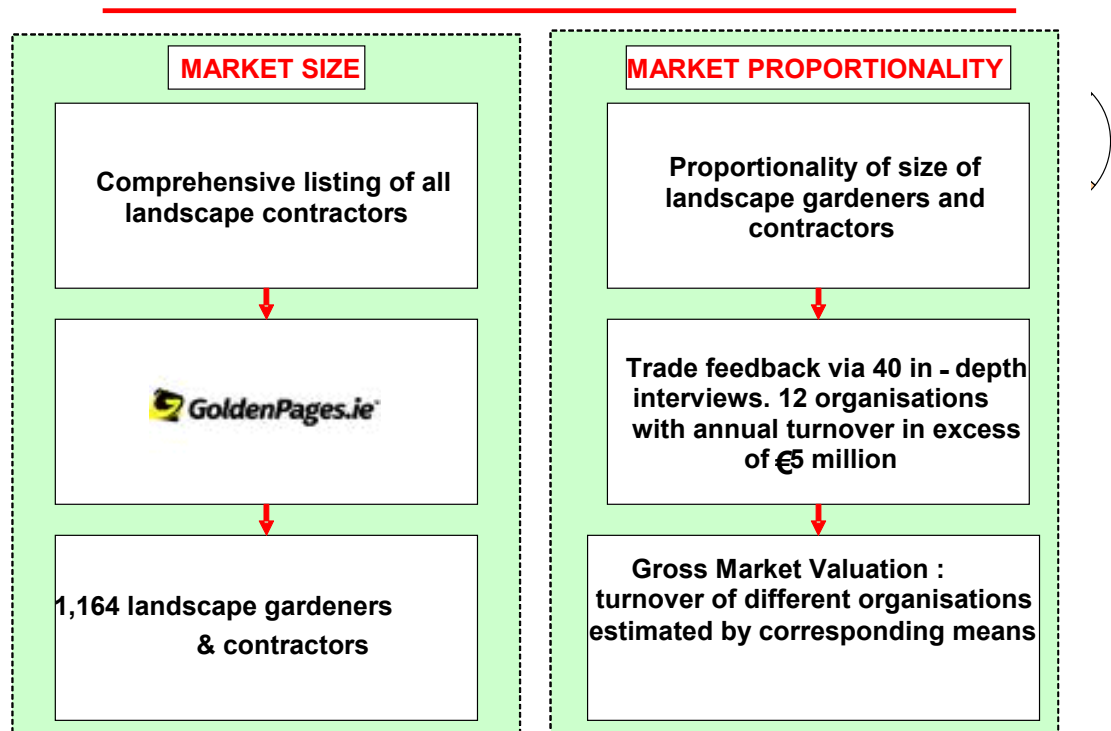 MARKET SIZE
Comprehensive listing of all
landscape contractors
GoldenPages.ie
1,164 landscape gardeners
& contractors
MARKET PROPORTIONALITY
Proportionality of size of
landscape gardeners and
contractors
Trade feedback via 40 in - depth
interviews. 12 organisations
with annual turnover in excess
of €5 million
Gross Market Valuation :
turnover of different organisations
estimated by corresponding means